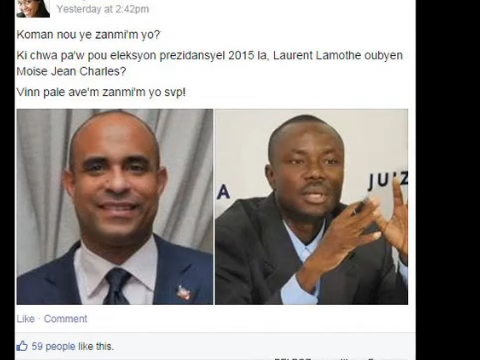 Yesterday at 2:42pm
Koman nou ye zanmi'm yo?
Ki chwa pa'w pou eleksyon prezidansyel 2015 la, Laurent Lamothe oubyen
Moise Jean Charles?
Vinn pale ave'm zanmi'm yo svp!
A
JUIZ
Like · Comment
59 people like this.